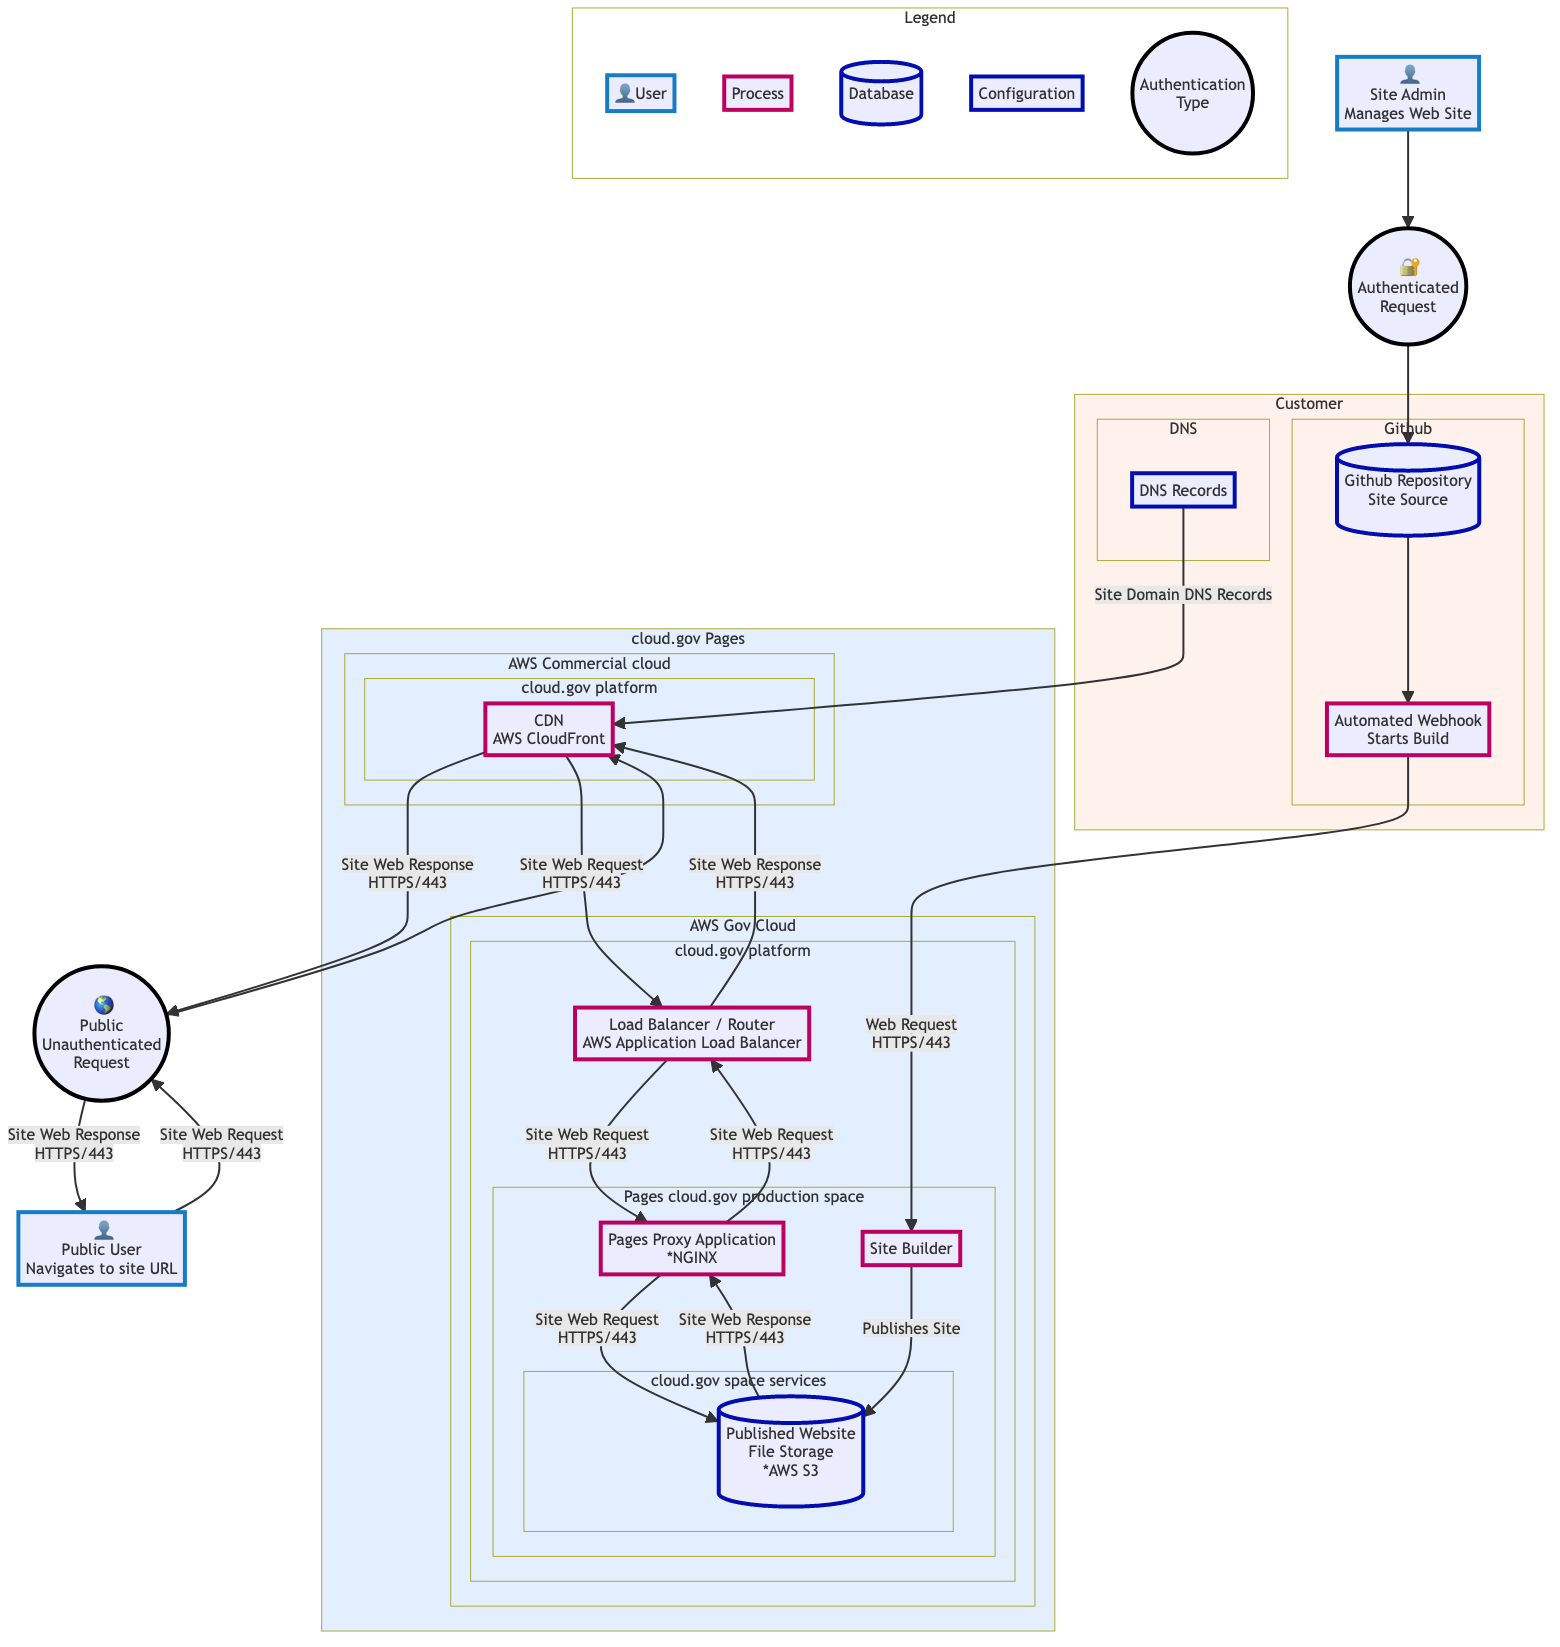 Legend
👤User
Process
Database
Configuration
Authentication
Type
👤
Site Admin
Manages Web Site
🔐
Authenticated
Request
Customer
DNS
Github
DNS Records
Github Repository
Site Source
Site Domain DNS Records
cloud.gov Pages
AWS Commercial cloud
cloud.gov platform
CDN
AWS CloudFront
Automated Webhook
Starts Build
Site Web Response
HTTPS/443
Site Web Request
HTTPS/443
Site Web Response
HTTPS/443
AWS Gov Cloud
cloud.gov platform
🌎
Public
Unauthenticated
Request
Load Balancer / Router
AWS Application Load Balancer
Web Request
HTTPS/443
Site Web Response
HTTPS/443
Site Web Request
HTTPS/443
Site Web Request
HTTPS/443
Site Web Request
HTTPS/443
Pages cloud.gov production space
👤
Public User
Navigates to site URL
Pages Proxy Application
*NGINX
Site Builder
Site Web Request
HTTPS/443
Site Web Response
HTTPS/443
Publishes Site
cloud.gov space services
Published Website
File Storage
*AWS S3